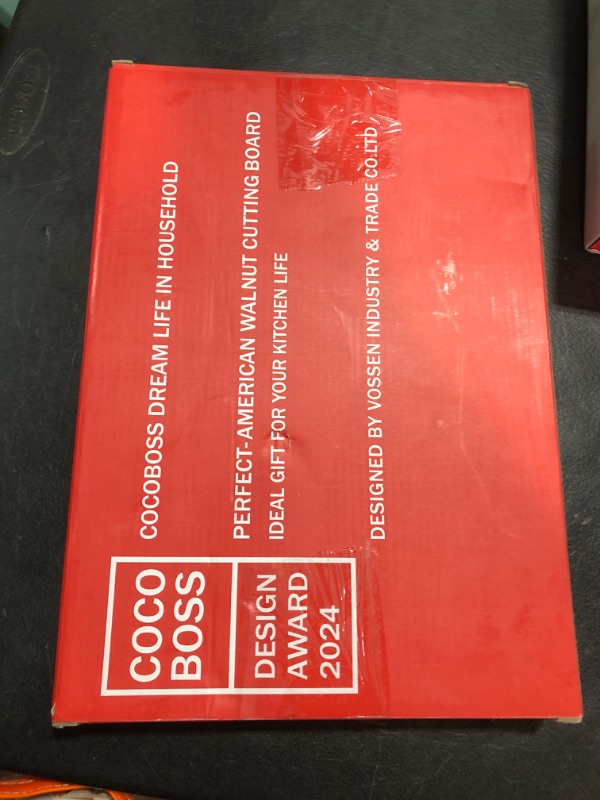 COCO
BOSS
DESIGN
AWARD
2024
COCOBOSS DREAM LIFE IN HOUSEHOLD
PERFECT-AMERICAN WALNUT CUTTING BOARD
IDEAL GIFT FOR YOUR KITCHEN LIFE
DESIGNED BY VOSSEN INDUSTRY & TRADE CO.LTD